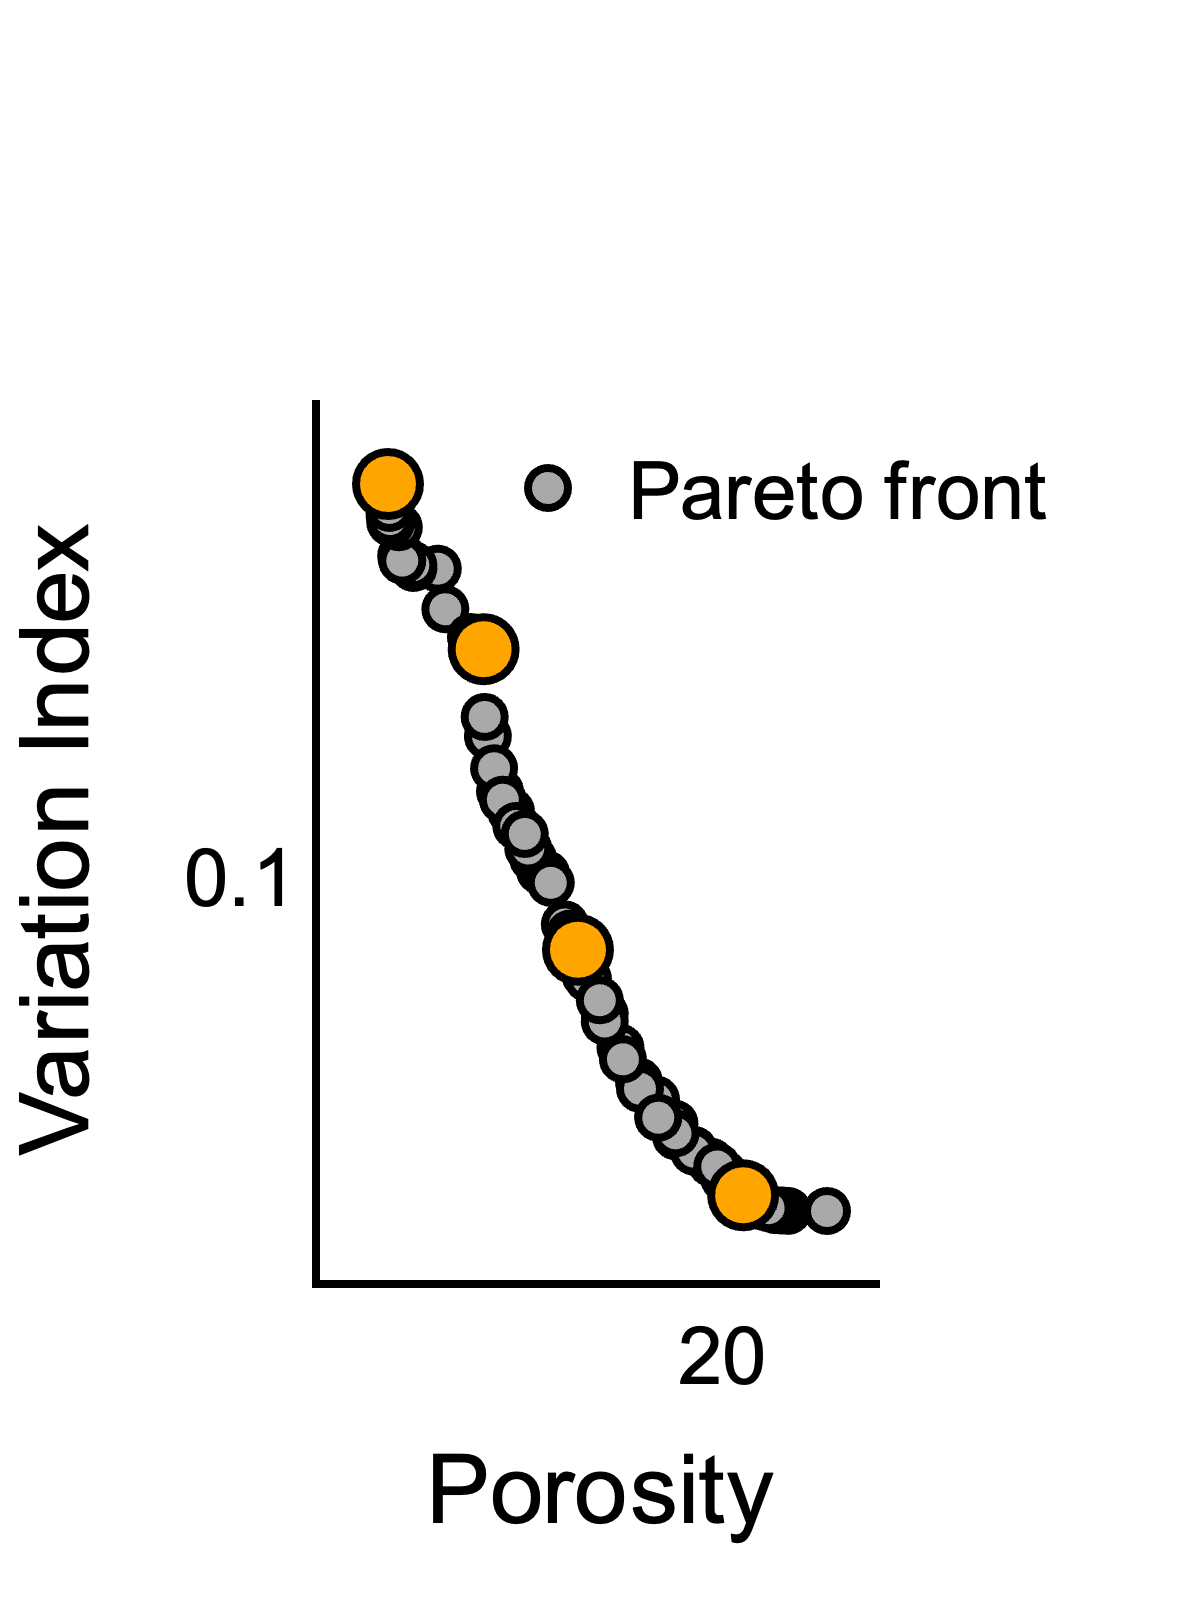 Pareto front
Variation Index
0.1
20
Porosity